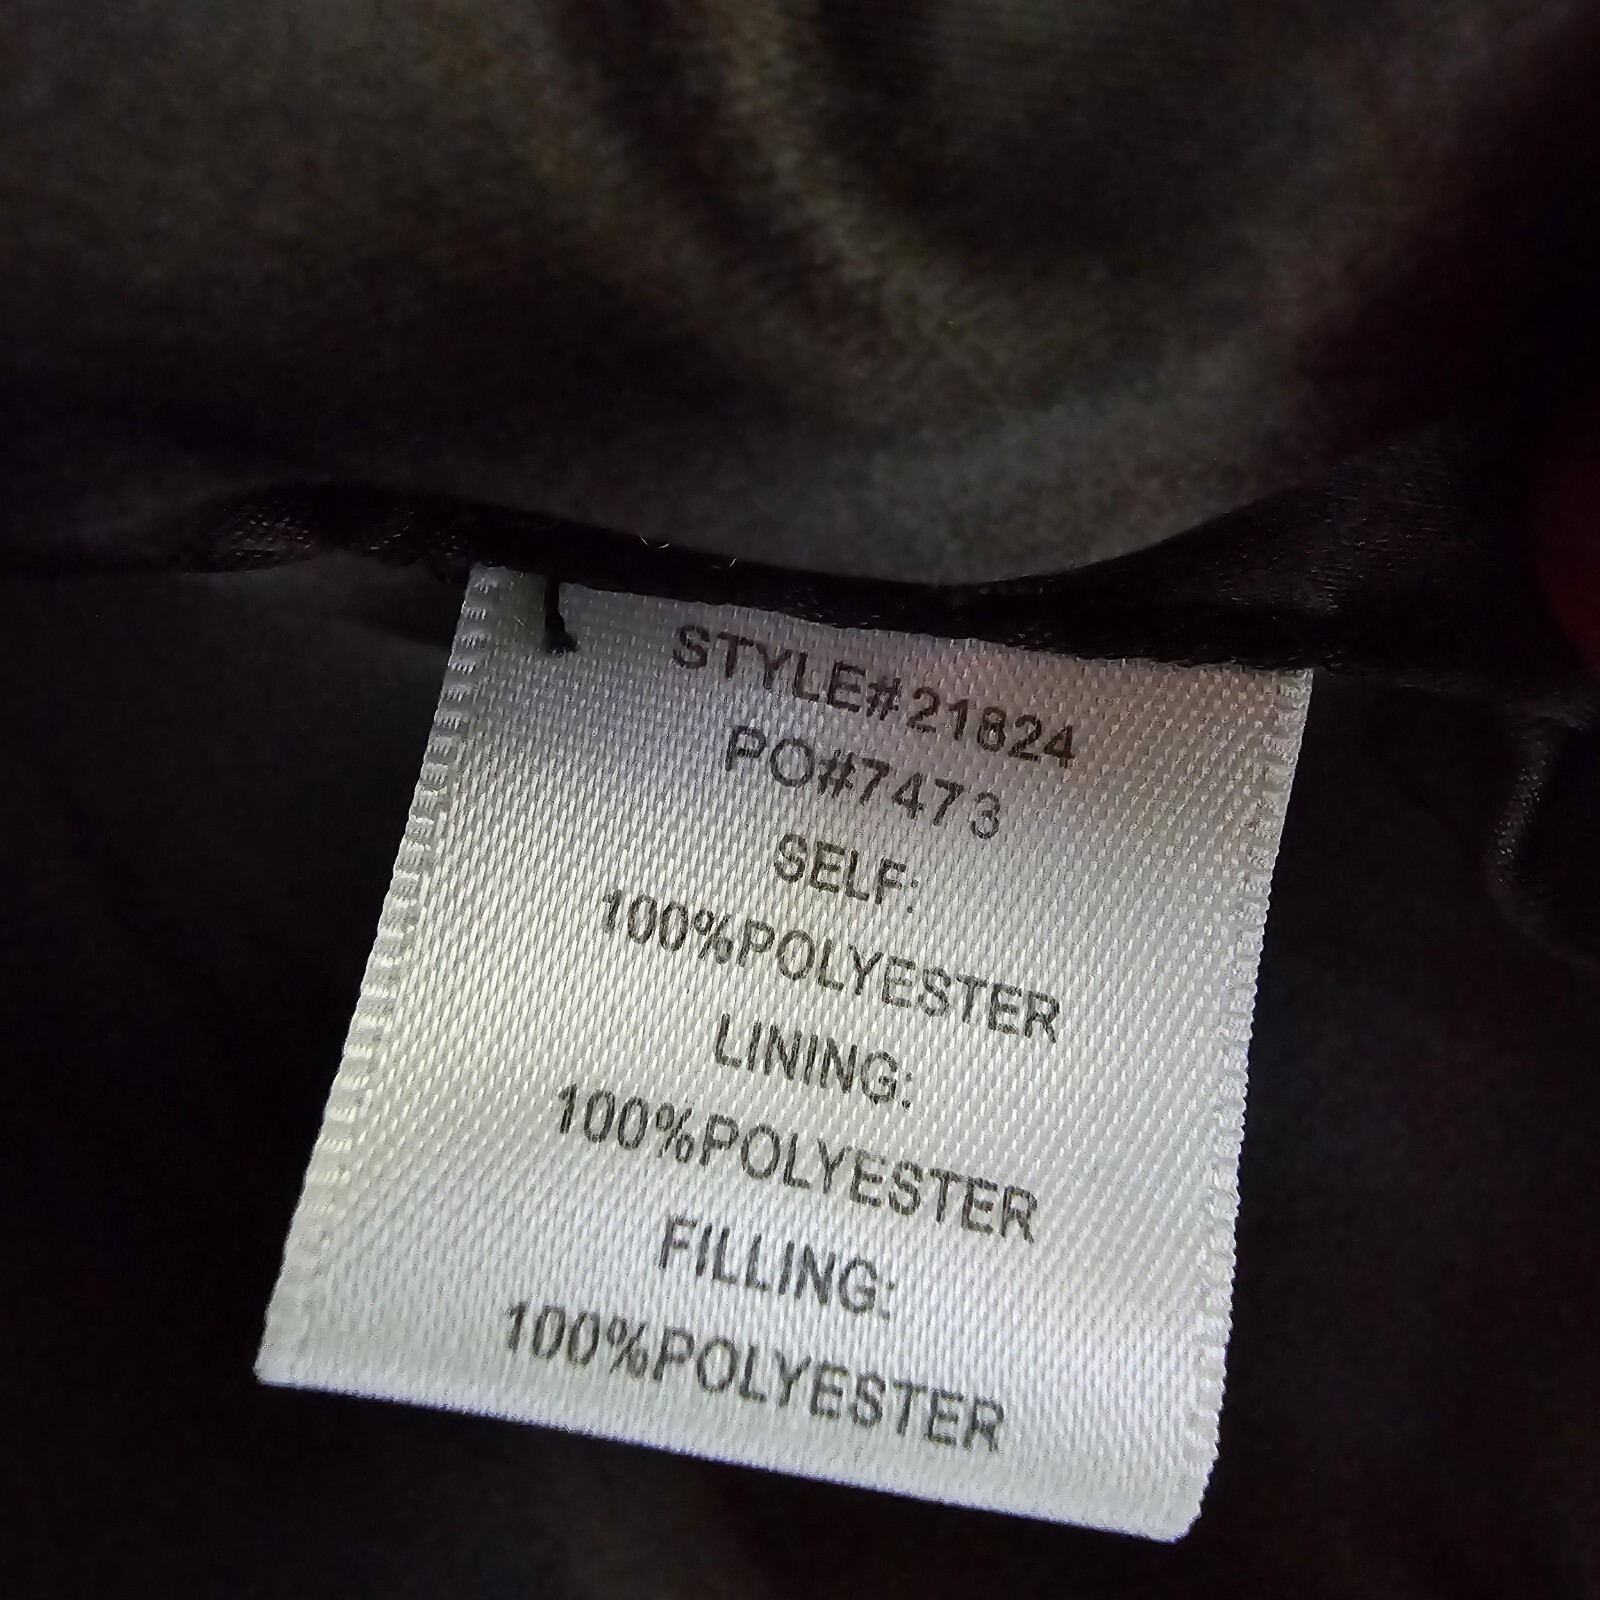 STYLE#21824
PO#7473
SELF:
100%POLYESTER
LINING:
100%POLYESTER
FILLING:
100%POLYESTER